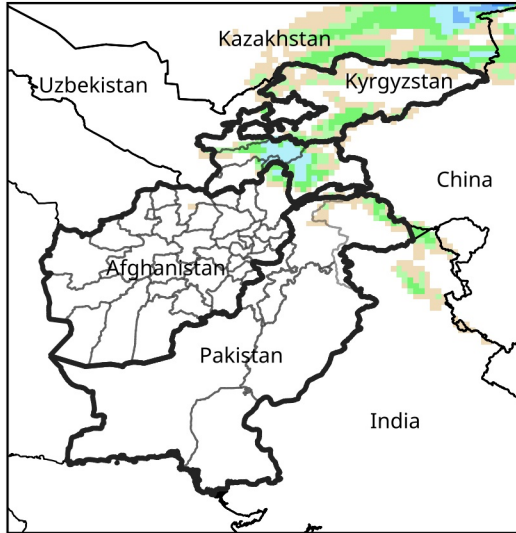 Kazakhstan
Uzbekistan
Kyrgyzstan
China
Afghanistan
Pakistan
India